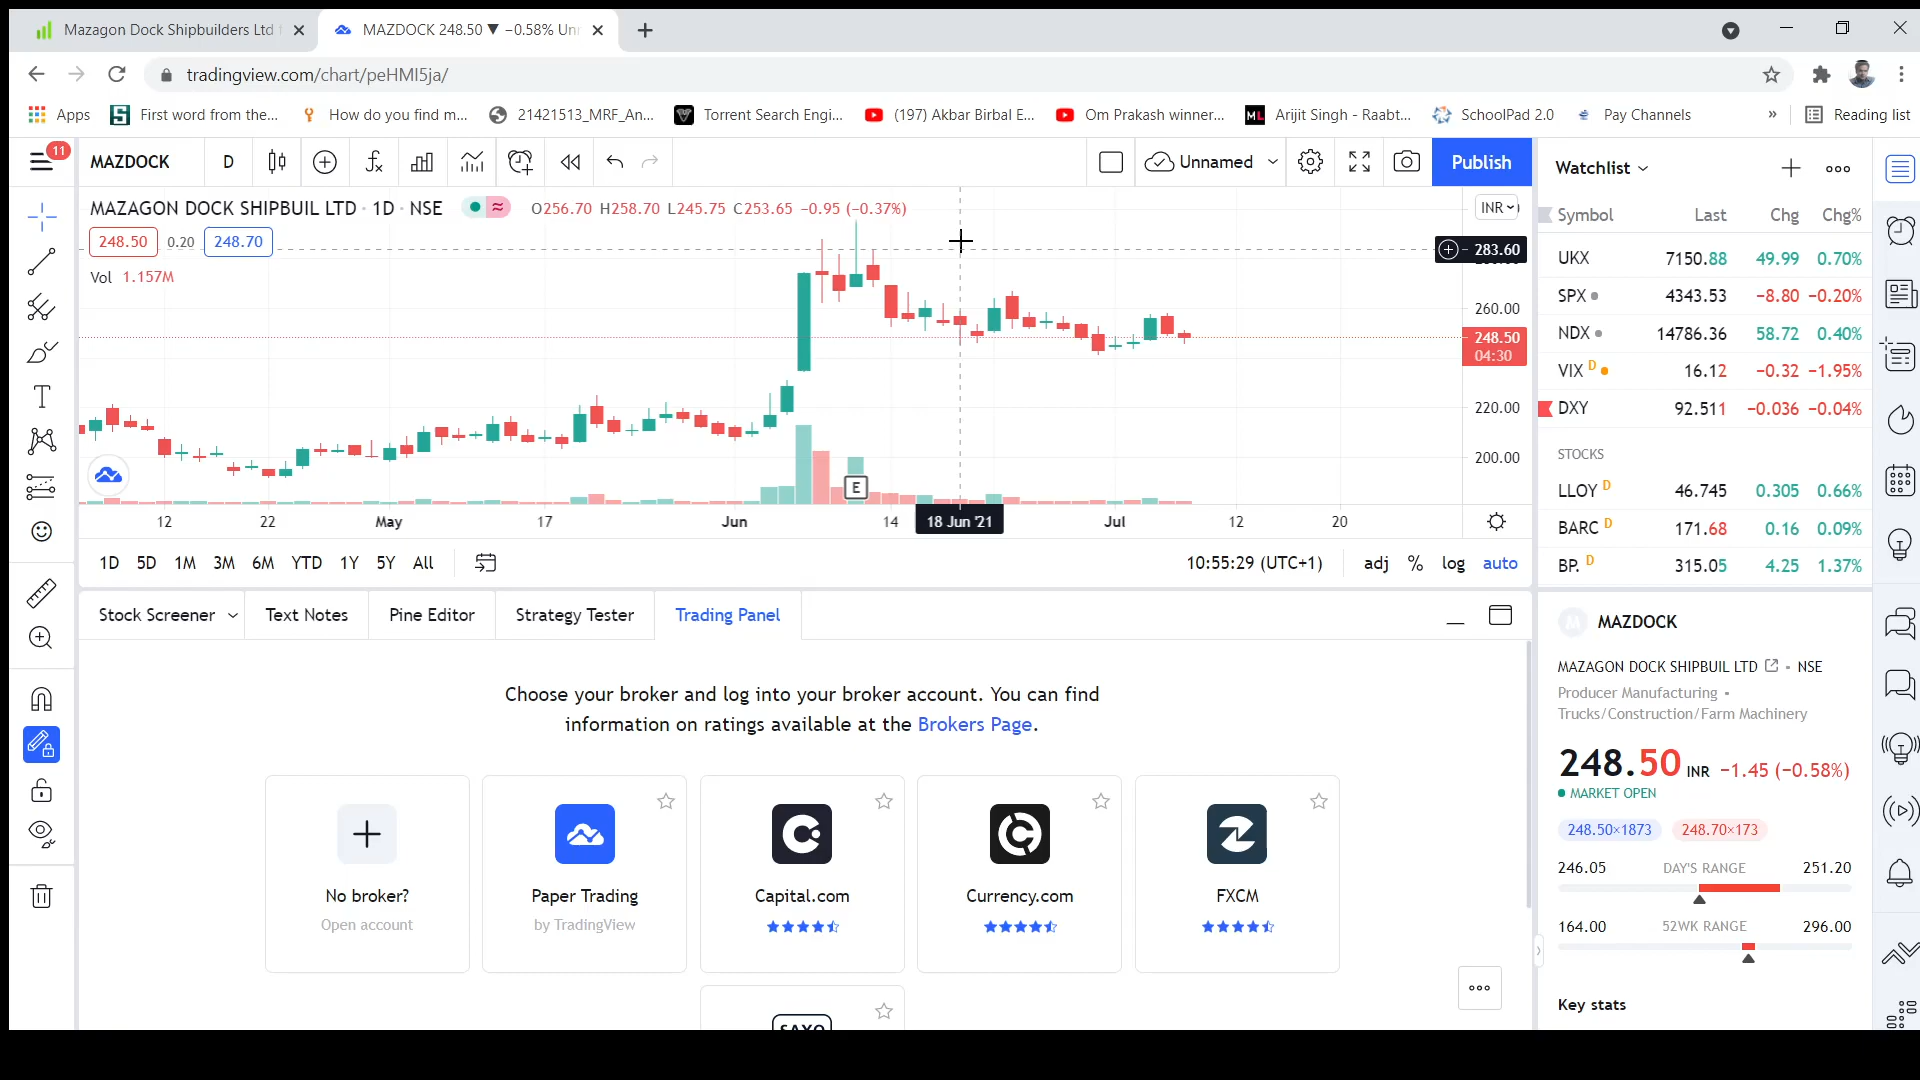 Mazagon Dock Shipbuilders Ltd
MAZDOCK 248.50 ▼ −0.58% Unn
tradingview.com/chart/peHMI5ja/
Apps
First word from the...
How do you find m...
21421513_MRF_An...
Torrent Search Engi...
(197) Akbar Birbal E...
Om Prakash winner...
Arijit Singh - Raabt...
SchoolPad 2.0
Pay Channels
»
Reading list
11
MAZDOCK
D
Unnamed
Publish
MAZAGON DOCK SHIPBUIL LTD · 1D · NSE
O256.70 H258.70 L245.75 C253.65 −0.95 (−0.37%)
INR
248.50
0.20
248.70
283.60
Vol 1.157M
260.00
248.50
04:30
220.00
200.00
E
12
22
May
17
Jun
14
18 Jun '21
Jul
12
20
1D 5D 1M 3M 6M YTD 1Y 5Y All
10:55:29 (UTC+1)
adj % log auto
Stock Screener
Text Notes
Pine Editor
Strategy Tester
Trading Panel
Choose your broker and log into your broker account. You can find
information on ratings available at the Brokers Page.
No broker?
Open account
Paper Trading
by TradingView
Capital.com
Currency.com
FXCM
SAXO
Watchlist
Symbol Last Chg Chg%
UKX 7150.88 49.99 0.70%
SPX 4343.53 −8.80 −0.20%
NDX 14786.36 58.72 0.40%
VIX D 16.12 −0.32 −1.95%
DXY 92.511 −0.036 −0.04%
STOCKS
LLOY D 46.745 0.305 0.66%
BARC D 171.68 0.16 0.09%
BP. D 315.05 4.25 1.37%
M
MAZDOCK
MAZAGON DOCK SHIPBUIL LTD • NSE
Producer Manufacturing •
Trucks/Construction/Farm Machinery
248.50 INR −1.45 (−0.58%)
MARKET OPEN
248.50×1873
248.70×173
246.05 DAY'S RANGE 251.20
164.00 52WK RANGE 296.00
Key stats